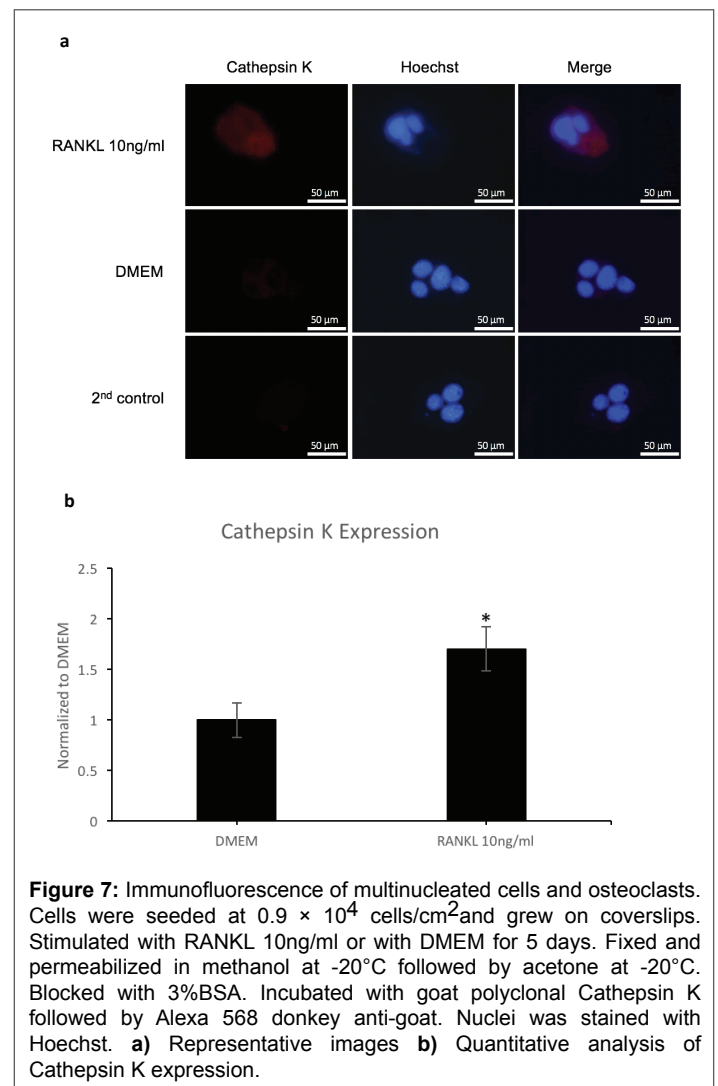 a
Cathepsin K Hoechst Merge
RANKL 10ng/ml
50 µm 50 µm 50 µm
DMEM
50 µm 50 µm 50 µm
2nd control
50 µm 50 µm 50 µm
b
Cathepsin K Expression
Normalized to DMEM
2.5
2
1.5
1
0.5
0
*
DMEM RANKL 10ng/ml
Figure 7: Immunofluorescence of multinucleated cells and osteoclasts.
Cells were seeded at 0.9 × 10⁴ cells/cm²and grew on coverslips.
Stimulated with RANKL 10ng/ml or with DMEM for 5 days. Fixed and
permeabilized in methanol at -20°C followed by acetone at -20°C.
Blocked with 3%BSA. Incubated with goat polyclonal Cathepsin K
followed by Alexa 568 donkey anti-goat. Nuclei was stained with
Hoechst. a) Representative images b) Quantitative analysis of
Cathepsin K expression.